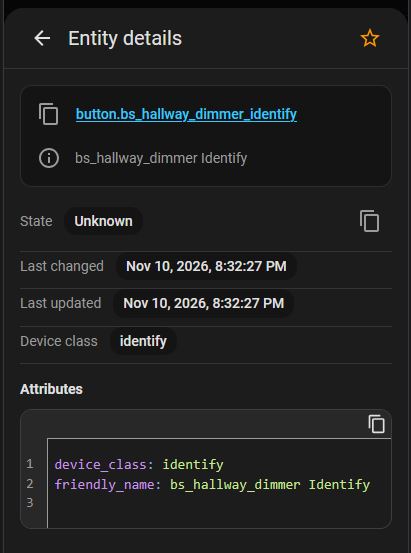 Entity details
button.bs_hallway_dimmer_identify
bs_hallway_dimmer Identify
State Unknown
Last changed Nov 10, 2026, 8:32:27 PM
Last updated Nov 10, 2026, 8:32:27 PM
Device class identify
Attributes
1 device_class: identify
2 friendly_name: bs_hallway_dimmer Identify
3